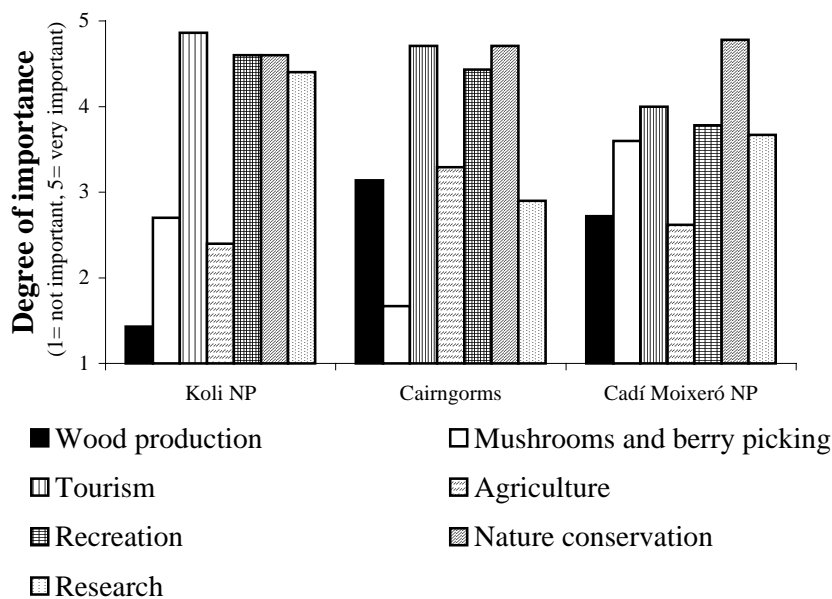 Degree of importance
(1= not important, 5= very important)
5
4
3
2
1
Koli NP
Cairngorms
Cadí Moixeró NP
Wood production
Mushrooms and berry picking
Tourism
Agriculture
Recreation
Nature conservation
Research